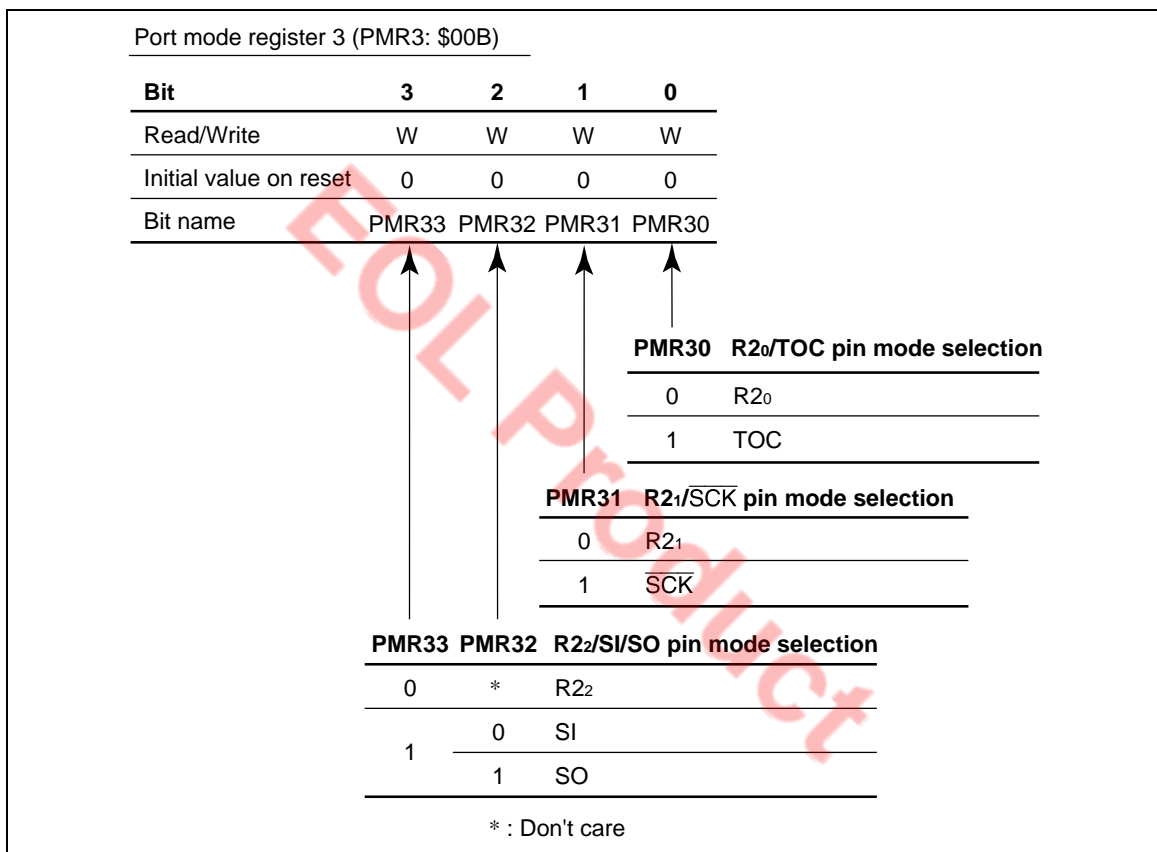 Port mode register 3 (PMR3: $00B)
Bit 3 2 1 0
Read/Write W W W W
Initial value on reset 0 0 0 0
Bit name PMR33 PMR32 PMR31 PMR30
PMR30 R2₀/TOC pin mode selection
0 R2₀
1 TOC
PMR31 R2₁/S̅C̅K̅ pin mode selection
0 R2₁
1 S̅C̅K̅
PMR33 PMR32 R2₂/SI/SO pin mode selection
0 * R2₂
1 0 SI
1 SO
* : Don't care
EOL Product